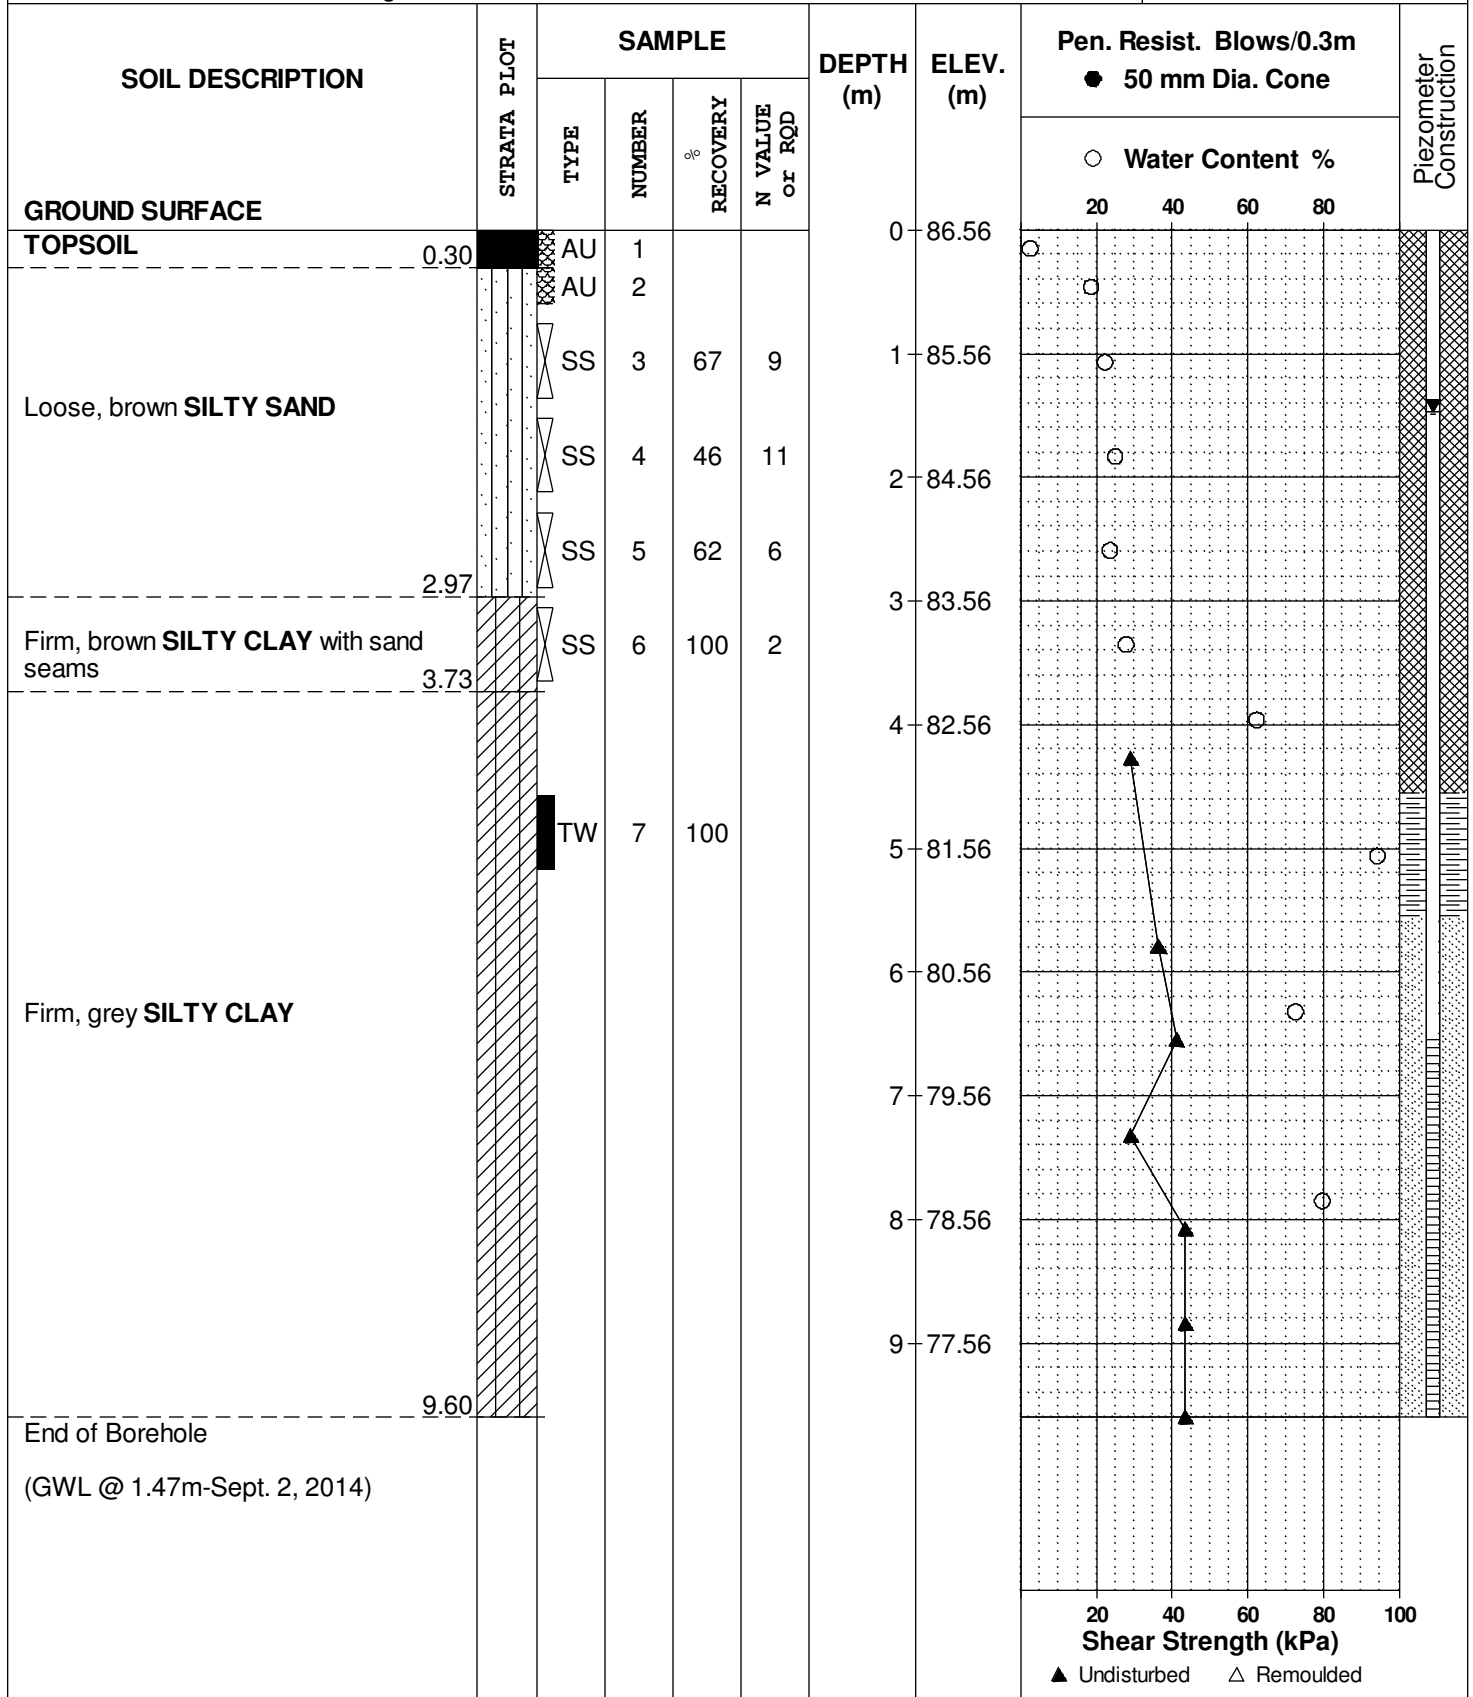 SOIL DESCRIPTION
GROUND SURFACE
STRATA PLOT
SAMPLE
TYPE
NUMBER
%
RECOVERY
N VALUE
or RQD
DEPTH
(m)
ELEV.
(m)
Pen. Resist. Blows/0.3m
● 50 mm Dia. Cone
○ Water Content %
20 40 60 80
Piezometer
Construction
0 86.56
TOPSOIL
0.30
AU 1
AU 2
SS 3 67 9
1 85.56
Loose, brown SILTY SAND
SS 4 46 11
2 84.56
SS 5 62 6
2.97
3 83.56
Firm, brown SILTY CLAY with sand
seams
3.73
SS 6 100 2
4 82.56
TW 7 100
5 81.56
6 80.56
Firm, grey SILTY CLAY
7 79.56
8 78.56
9 77.56
9.60
End of Borehole
(GWL @ 1.47m-Sept. 2, 2014)
20 40 60 80 100
Shear Strength (kPa)
▲ Undisturbed △ Remoulded